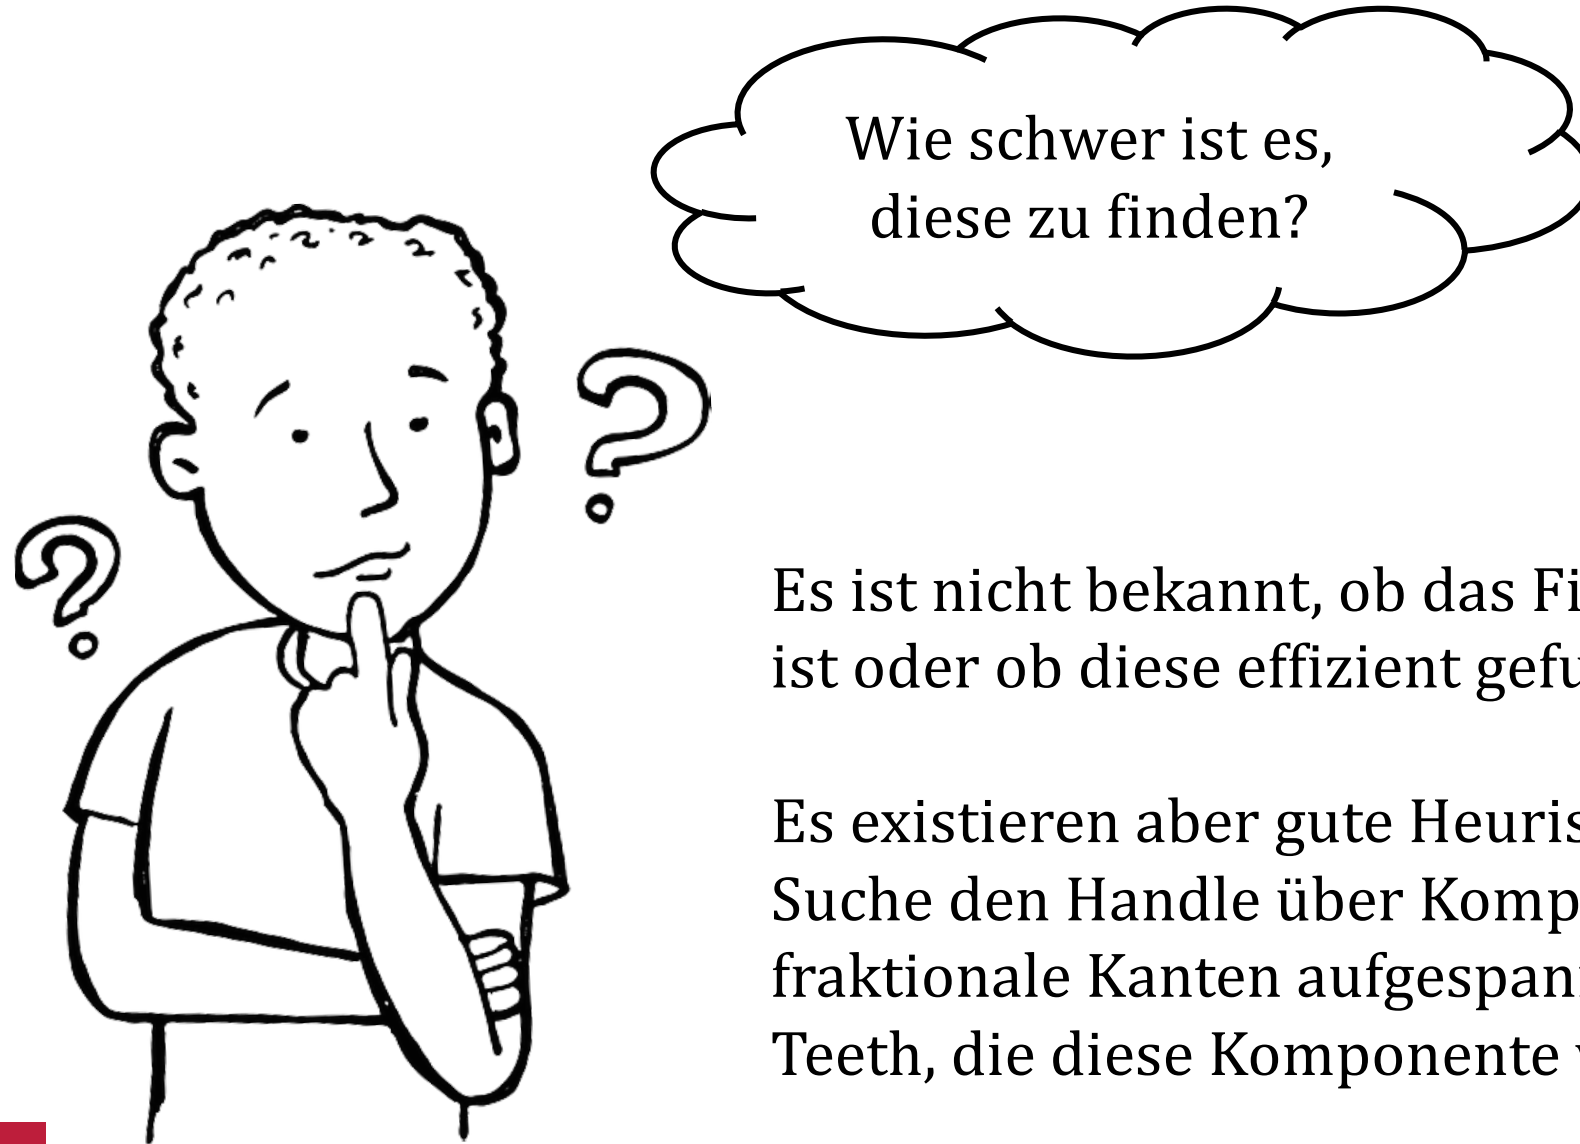 Wie schwer ist es,
diese zu finden?
Es ist nicht bekannt, ob das
ist oder ob diese effizient
Es existieren aber gute
Suche den Handle über
fraktionale Kanten
Teeth, die diese Komponente